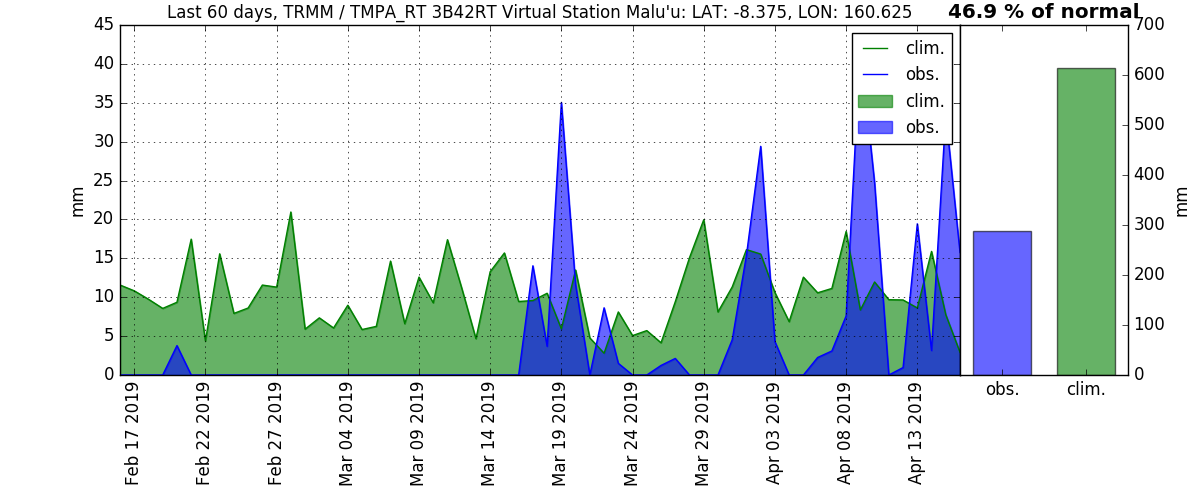 Last 60 days, TRMM / TMPA_RT 3B42RT Virtual Station Malu'u: LAT: -8.375, LON: 160.625
46.9 % of normal
45
40
35
30
25
20
15
10
5
0
mm
clim.
obs.
clim.
obs.
700
600
500
400
300
200
100
0
mm
Feb 17 2019
Feb 22 2019
Feb 27 2019
Mar 04 2019
Mar 09 2019
Mar 14 2019
Mar 19 2019
Mar 24 2019
Mar 29 2019
Apr 03 2019
Apr 08 2019
Apr 13 2019
obs.
clim.